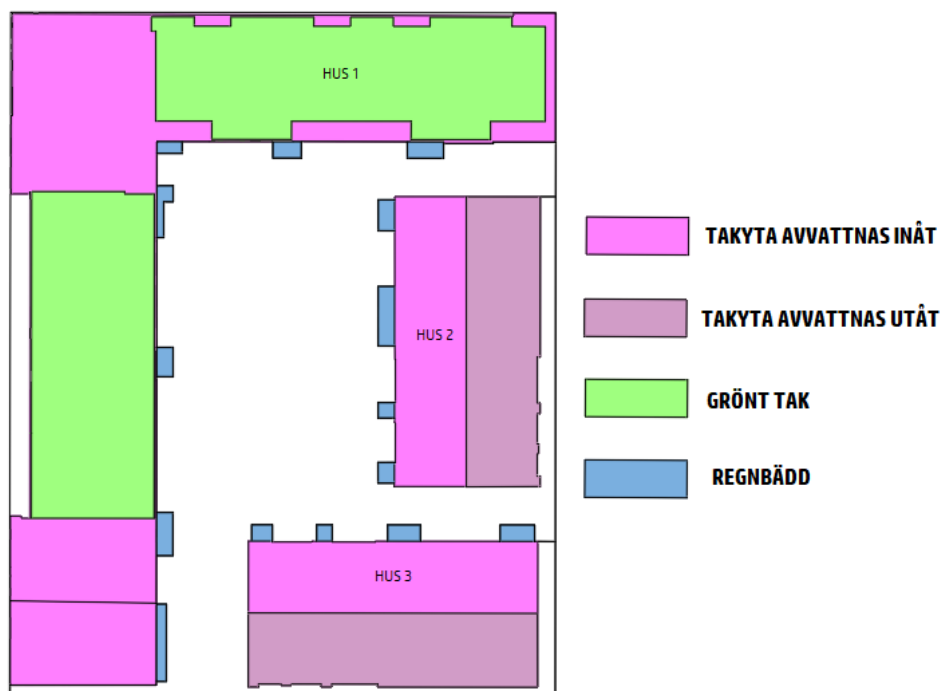 HUS 1
TAKYTA AVVATTNAS INÅT
TAKYTA AVVATTNAS UTÅT
HUS 2
GRÖNT TAK
REGNBÄDD
HUS 3